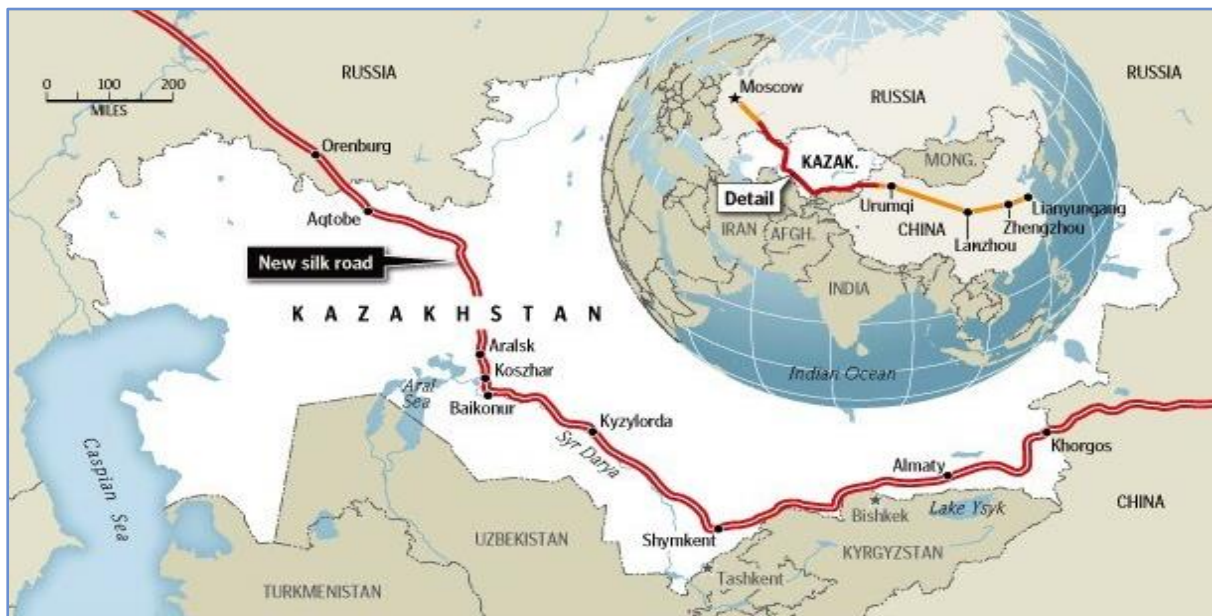 RUSSIA
RUSSIA
0 100 200
MILES
Moscow
RUSSIA
Orenburg
KAZAK.
MONG.
Detail
Urumqi
Lianyungang
Zhengzhou
IRAN
AFGH.
CHINA
Lanzhou
Aqtobe
New silk road
INDIA
KAZAKHSTAN
Aralsk
Koszhar
Indian Ocean
Aral
Sea
Baikonur
Kyzylorda
Syr Darya
Khorgos
Almaty
Caspian Sea
Bishkek
Lake Ysyk
CHINA
Shymkent
UZBEKISTAN
KYRGYZSTAN
Tashkent
TURKMENISTAN